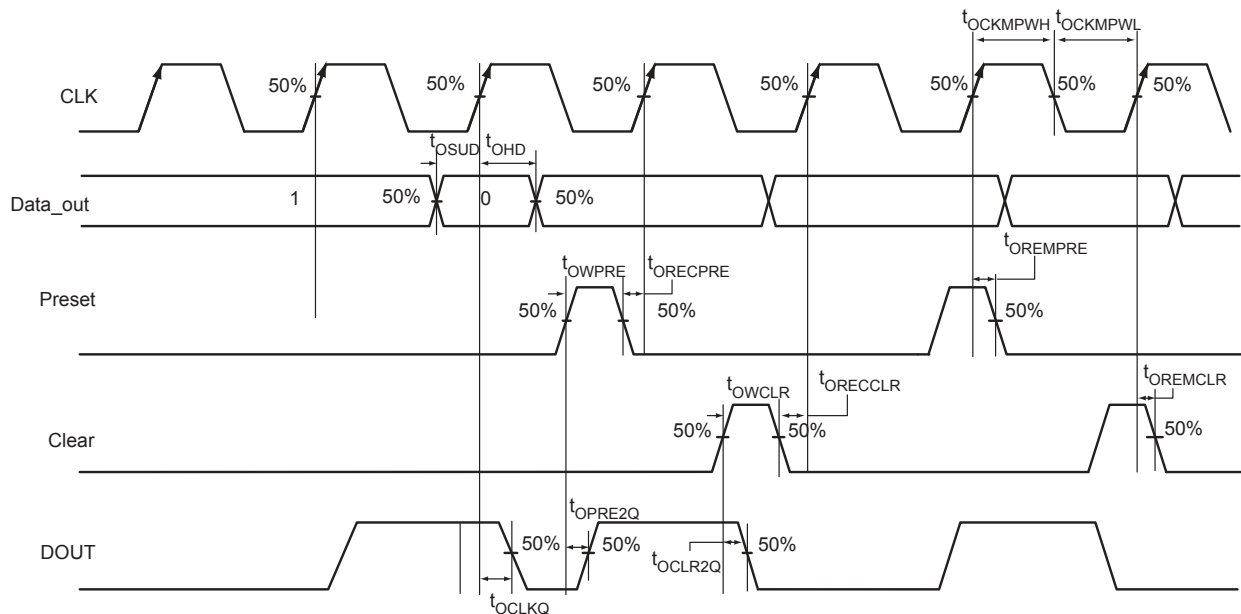 tOCKMPWH tOCKMPWL
CLK 50% 50% 50% 50% 50% 50% 50%
tOSUD tOHD
Data_out 1 50% 0 50%
tOWPRE tORECPRE tOREMPRE
Preset 50% 50% 50%
tOWCLR tORECCLR tOREMCLR
Clear 50% 50% 50%
tOPRE2Q
DOUT 50% 50% 50%
tOCLR2Q
tOCLKQ